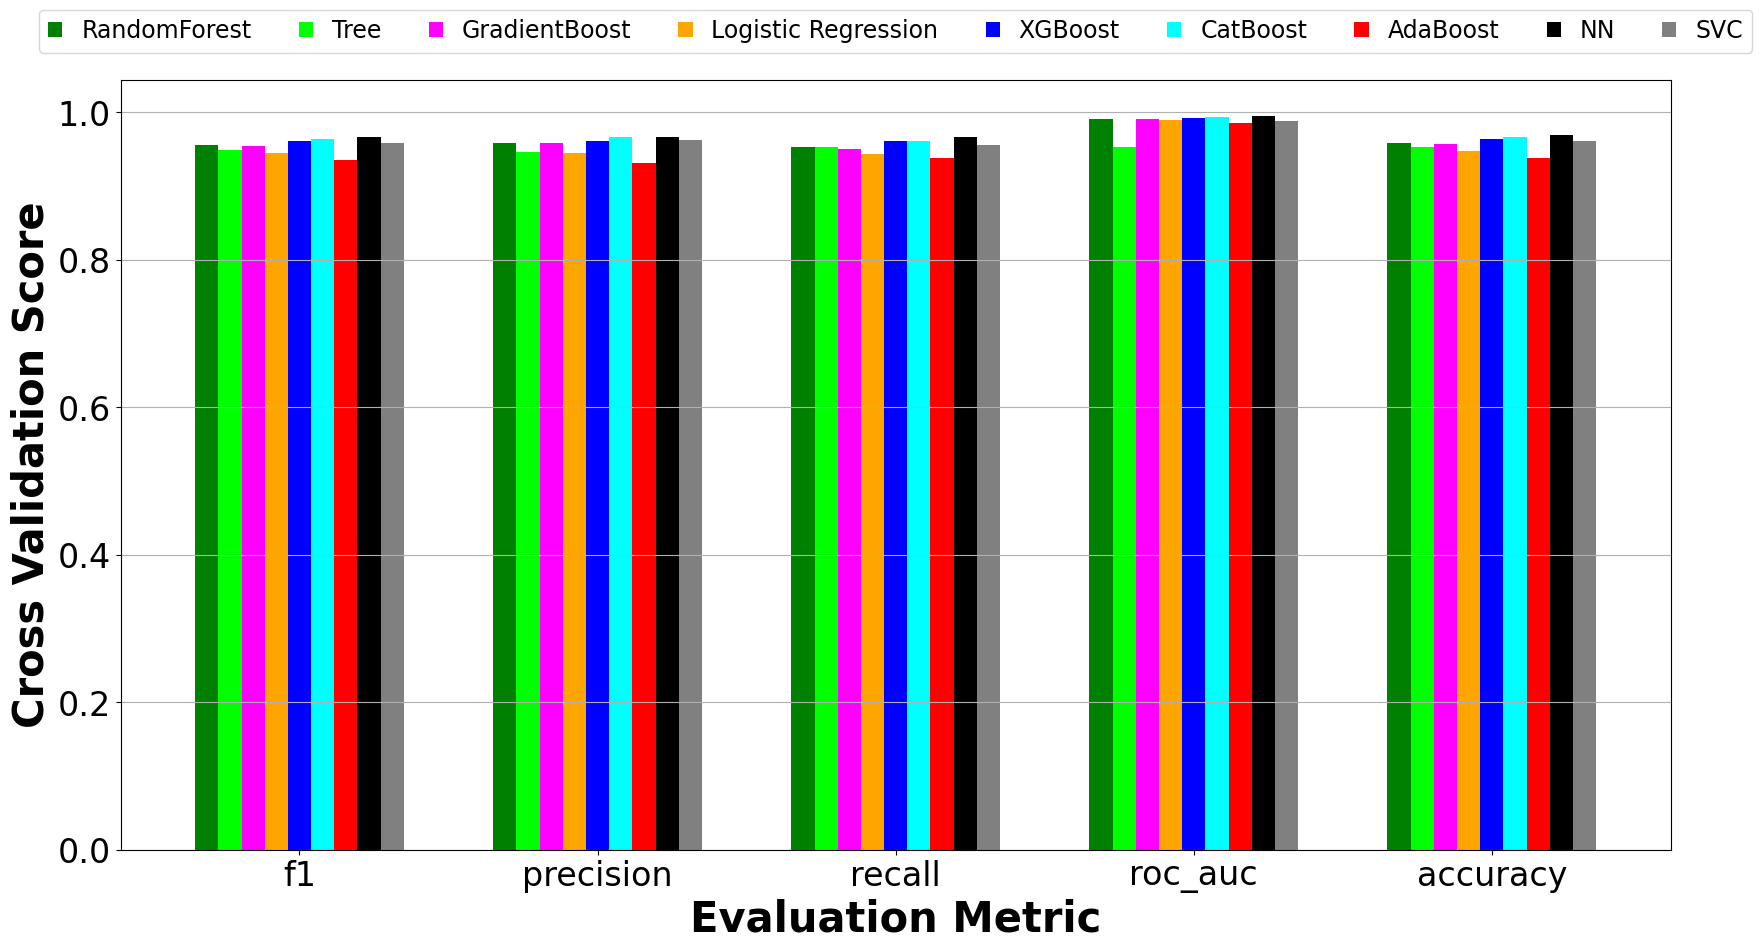 RandomForest Tree GradientBoost Logistic Regression XGBoost CatBoost AdaBoost NN SVC
1.0
0.8
0.6
0.4
0.2
0.0
Cross Validation Score
f1 precision recall roc_auc accuracy
Evaluation Metric